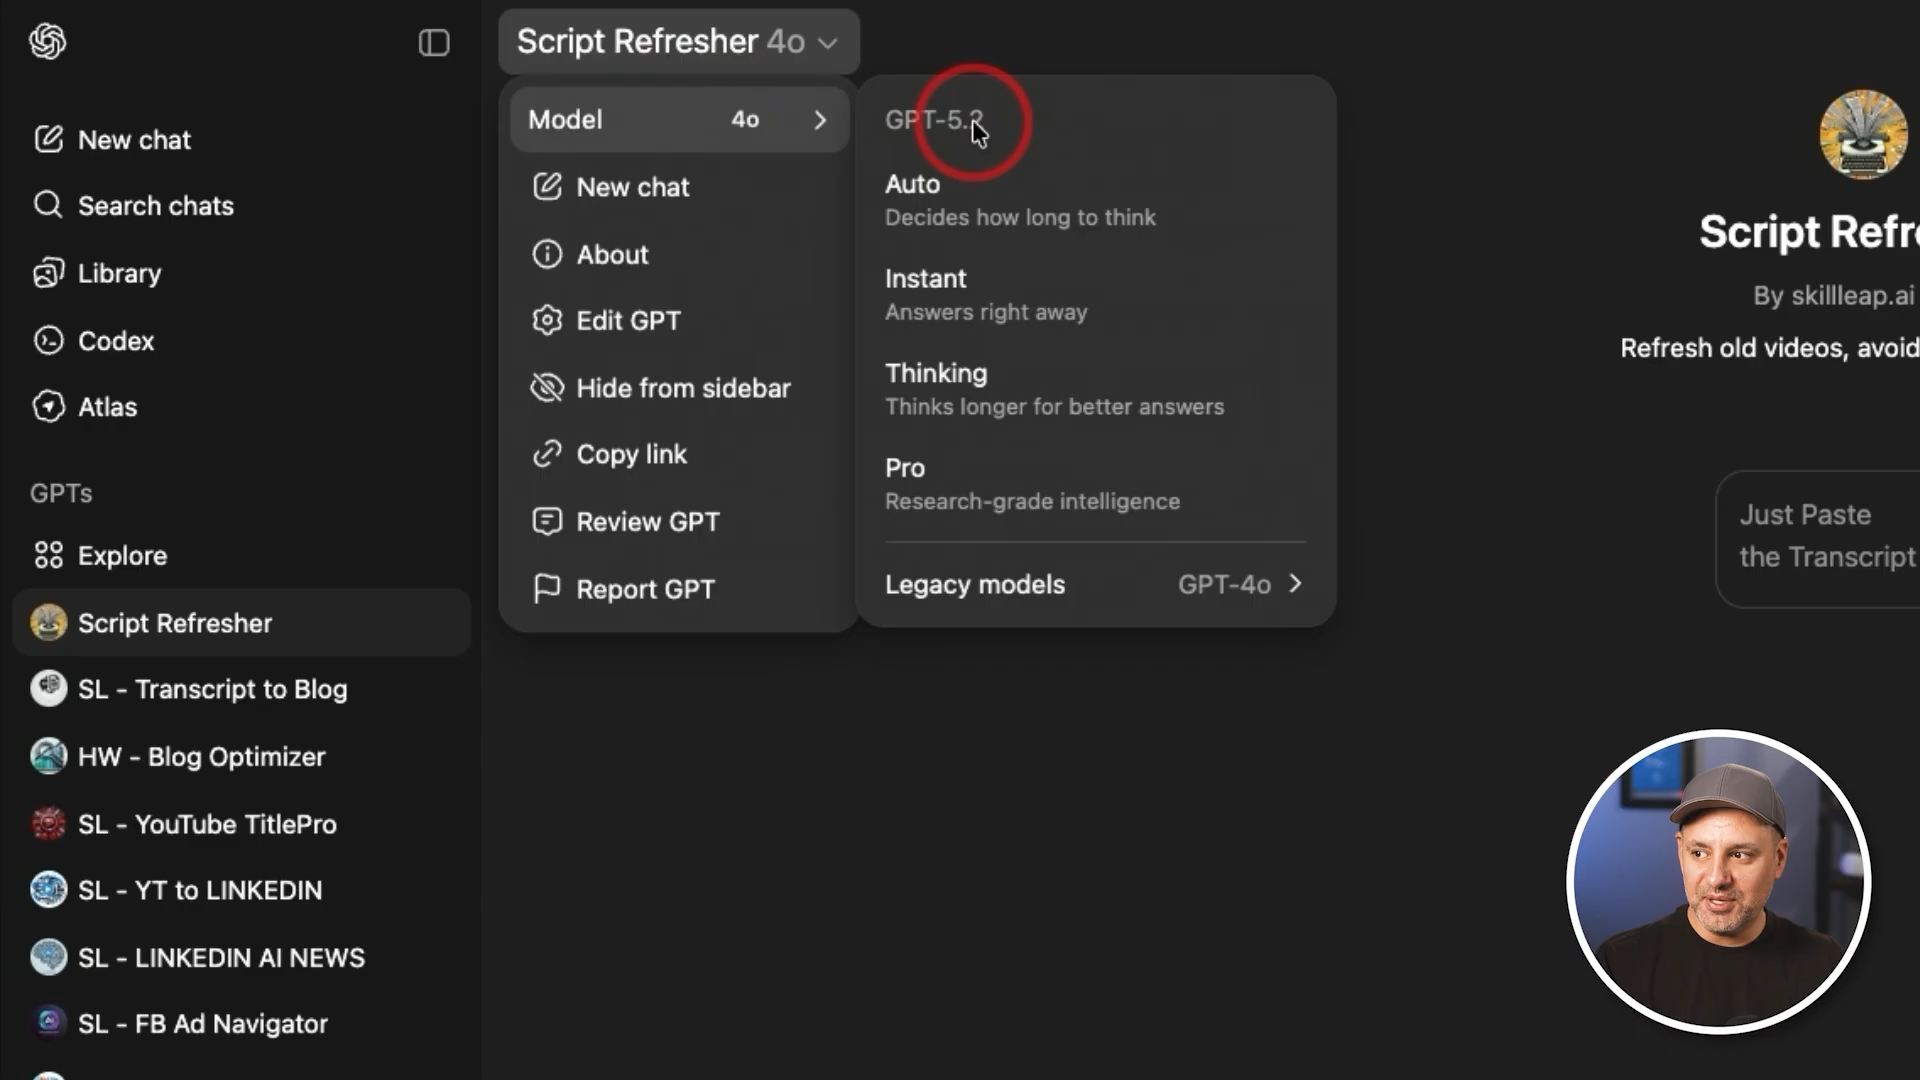 Script Refresher 4o
New chat
Search chats
Library
Codex
Atlas
GPTs
Explore
Script Refresher
SL - Transcript to Blog
HW - Blog Optimizer
SL - YouTube TitlePro
SL - YT to LINKEDIN
SL - LINKEDIN AI NEWS
SL - FB Ad Navigator
Model 4o
New chat
About
Edit GPT
Hide from sidebar
Copy link
Review GPT
Report GPT
GPT-5.2
Auto
Decides how long to think
Instant
Answers right away
Thinking
Thinks longer for better answers
Pro
Research-grade intelligence
Legacy models GPT-4o
Script Refre
By skillleap.ai
Refresh old videos, avoid
Just Paste
the Transcript